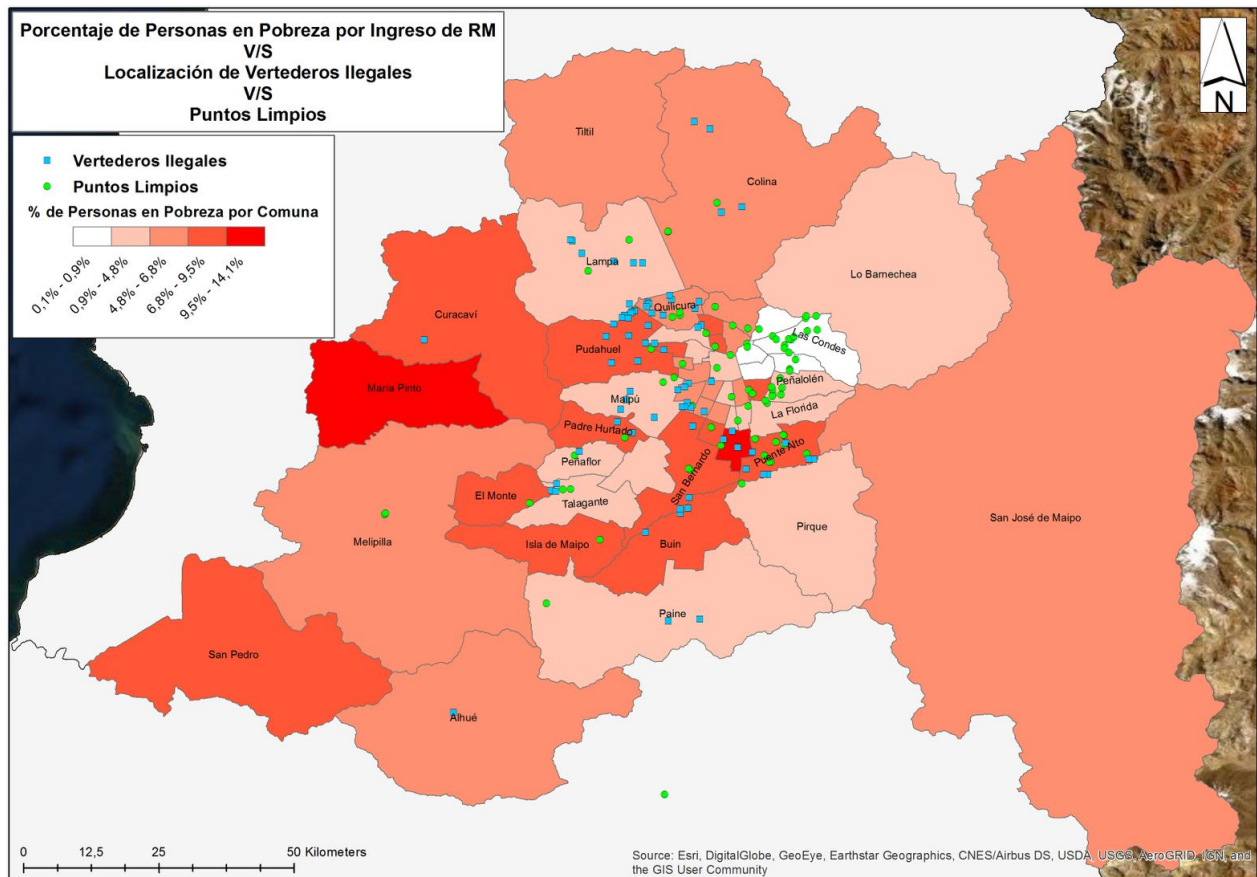 Porcentaje de Personas en Pobreza por Ingreso de RM
V/S
Localización de Vertederos Ilegales
V/S
Puntos Limpios
N
Vertederos Ilegales
Puntos Limpios
% de Personas en Pobreza por Comuna
0,1% - 0,9%
0,9% - 4,8%
4,8% - 6,8%
6,8% - 9,5%
9,5% - 14,1%
Tiltil
Colina
Lampa
Lo Barnechea
Quilicura
Curacaví
Las Condes
Pudahuel
María Pinto
Peñalolén
Maipú
La Florida
Padre Hurtado
Puente Alto
Peñaflor
San Bernardo
El Monte
Talagante
San José de Maipo
Pirque
Melipilla
Isla de Maipo
Buin
Paine
San Pedro
Alhué
0 12,5 25 50 Kilometers
Source: Esri, DigitalGlobe, GeoEye, Earthstar Geographics, CNES/Airbus DS, USDA, USGS, AeroGRID, IGN, and
the GIS User Community